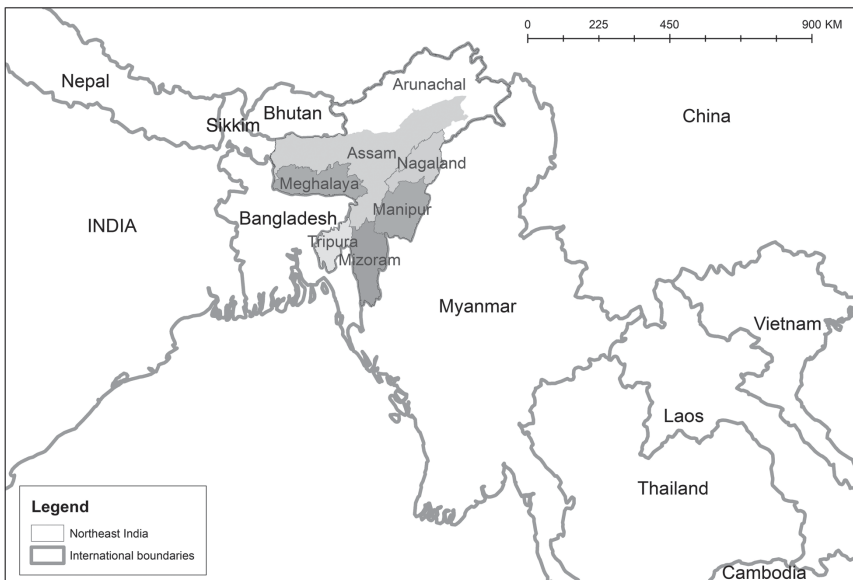 0 225 450 900 KM
Nepal
Arunachal
Bhutan
Sikkim
China
Assam
Nagaland
Meghalaya
Manipur
INDIA
Bangladesh
Tripura
Mizoram
Myanmar
Vietnam
Laos
Thailand
Cambodia
Legend
Northeast India
International boundaries